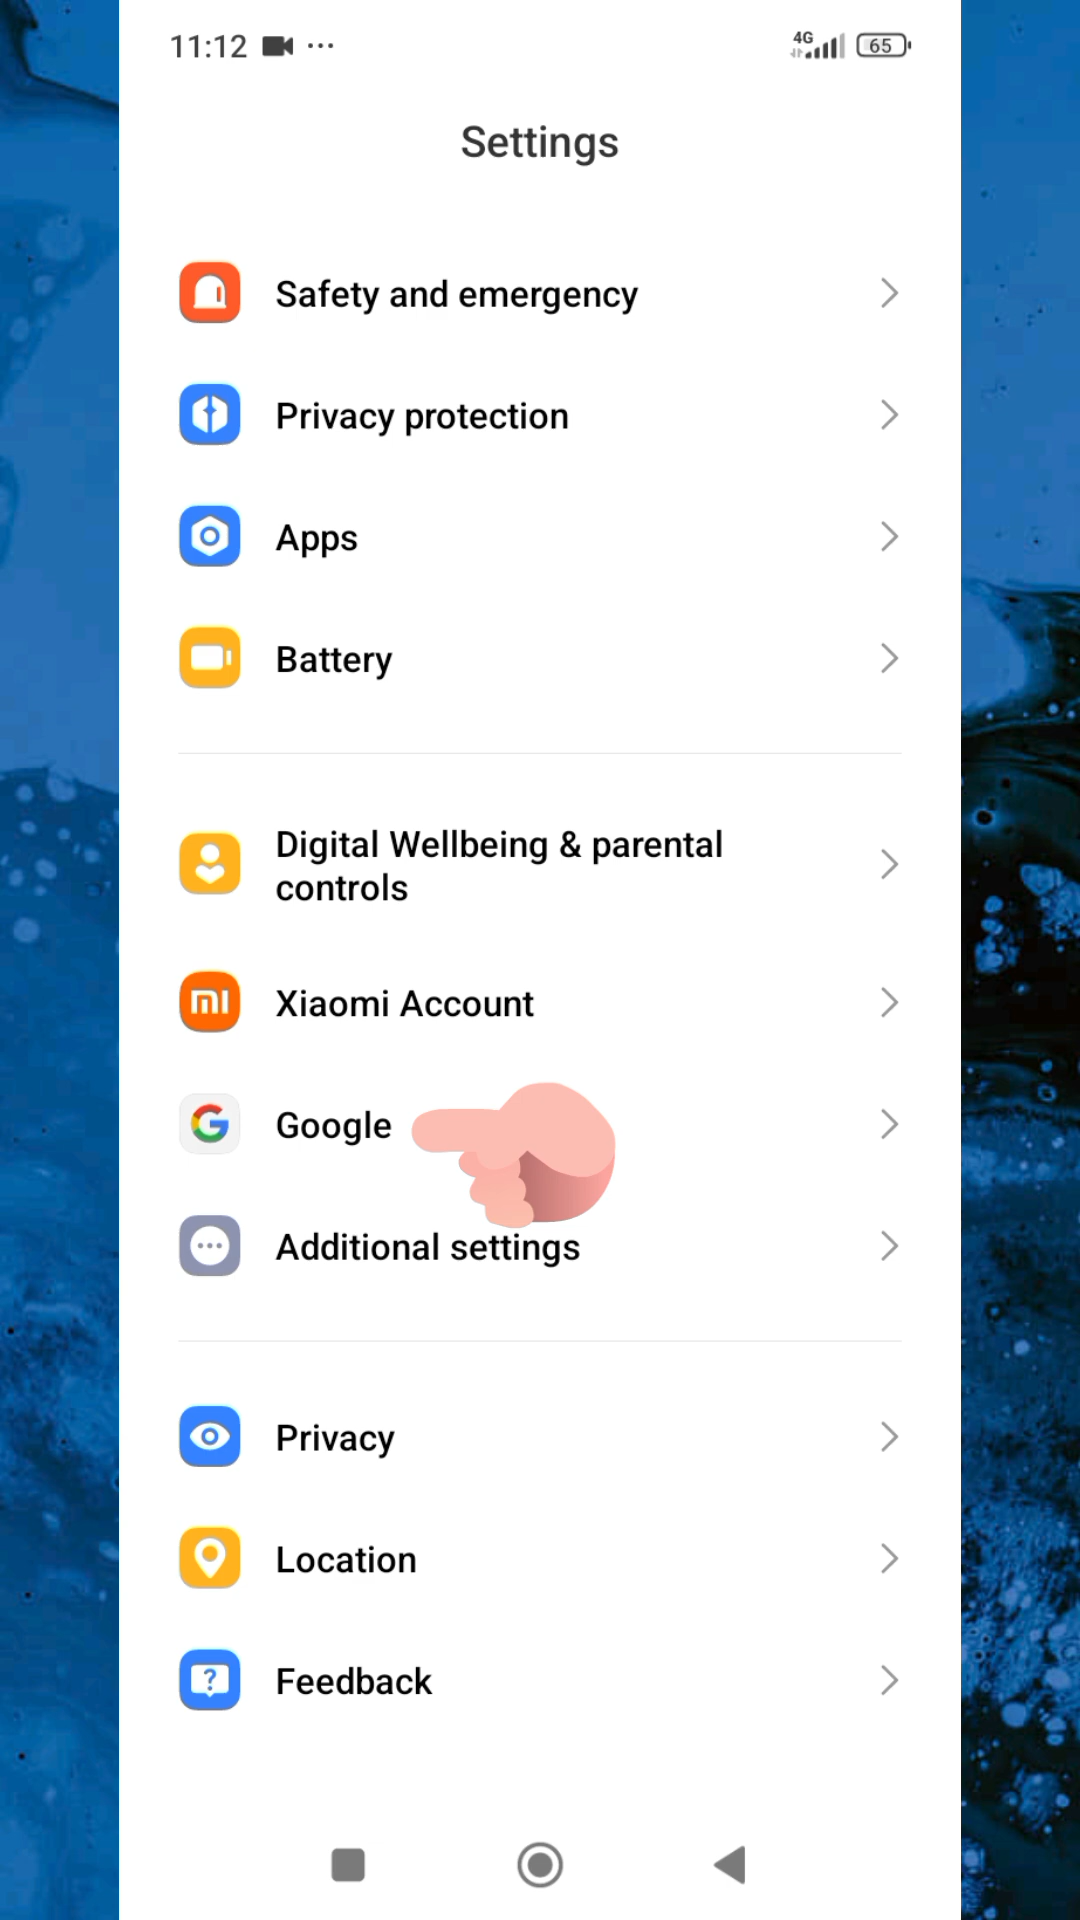 11:12 4G 65
Settings
Safety and emergency
Privacy protection
Apps
Battery
Digital Wellbeing & parental
controls
Xiaomi Account
Google
Additional settings
Privacy
Location
Feedback